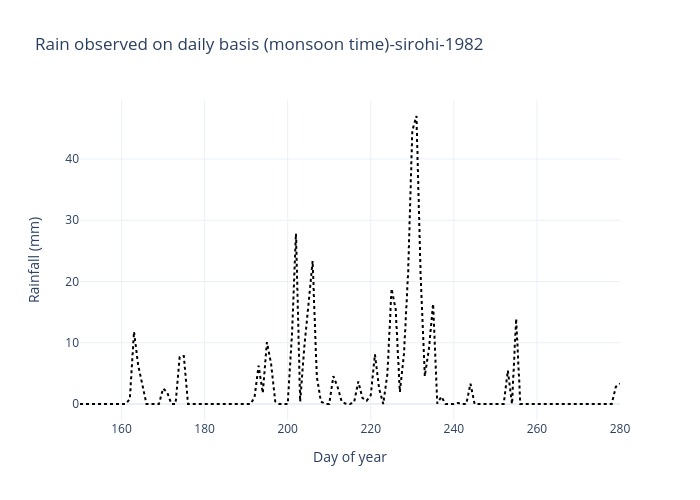 Rain observed on daily basis (monsoon time)-sirohi-1982
Rainfall (mm)
40
30
20
10
0
160 180 200 220 240 260 280
Day of year